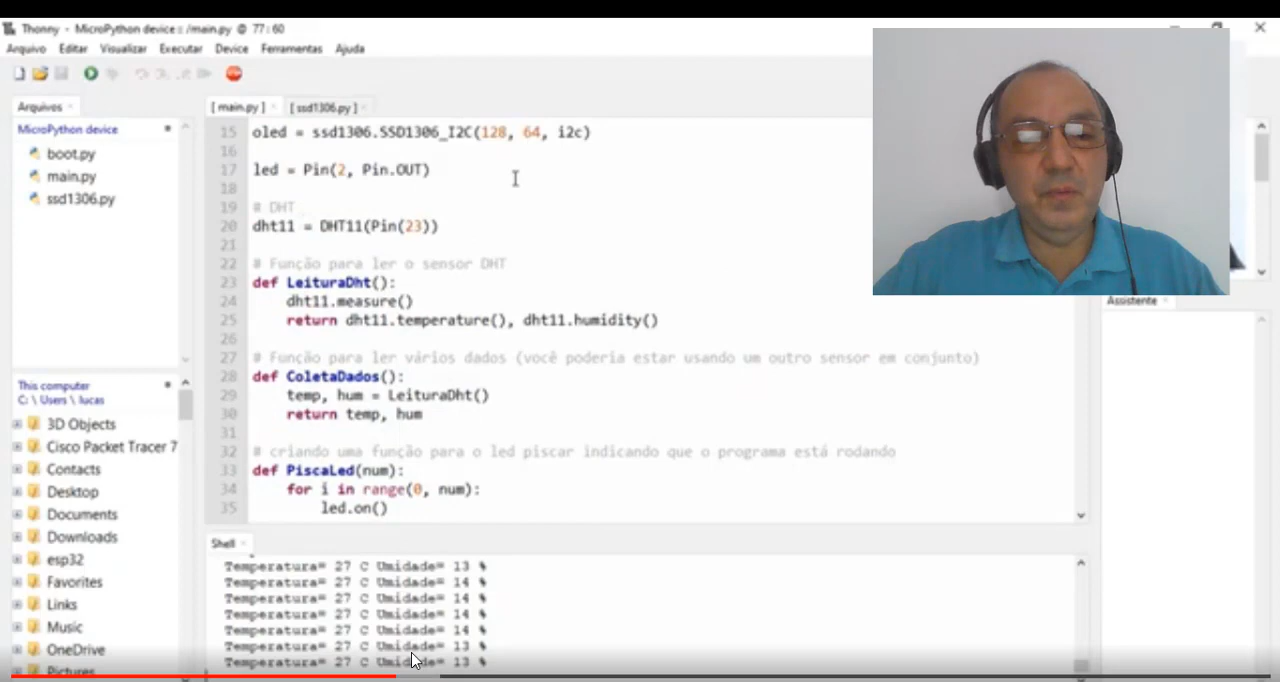 Thonny - MicroPython device :: /main.py @ 77:60
Arquivo Editar Visualizar Executar Device Ferramentas Ajuda
Arquivos
MicroPython device
boot.py
main.py
ssd1306.py
This computer
C: \ Users \ lucas
3D Objects
Cisco Packet Tracer 7
Contacts
Desktop
Documents
Downloads
esp32
Favorites
Links
Music
OneDrive
Pictures
[ main.py ] [ ssd1306.py ]
15 oled = ssd1306.SSD1306_I2C(128, 64, i2c)
16
17 led = Pin(2, Pin.OUT)
18
19 # DHT
20 dht11 = DHT11(Pin(23))
21
22 # Função para ler o sensor DHT
23 def LeituraDht():
24 dht11.measure()
25 return dht11.temperature(), dht11.humidity()
26
27 # Função para ler vários dados (você poderia estar usando um outro sensor em conjunto)
28 def ColetaDados():
29 temp, hum = LeituraDht()
30 return temp, hum
31
32 # criando uma função para o led piscar indicando que o programa está rodando
33 def PiscaLed(num):
34 for i in range(0, num):
35 led.on()
Shell
Temperatura= 27 C Umidade= 13 %
Temperatura= 27 C Umidade= 14 %
Temperatura= 27 C Umidade= 14 %
Temperatura= 27 C Umidade= 14 %
Temperatura= 27 C Umidade= 14 %
Temperatura= 27 C Umidade= 13 %
Temperatura= 27 C Umidade= 13 %
Assistente